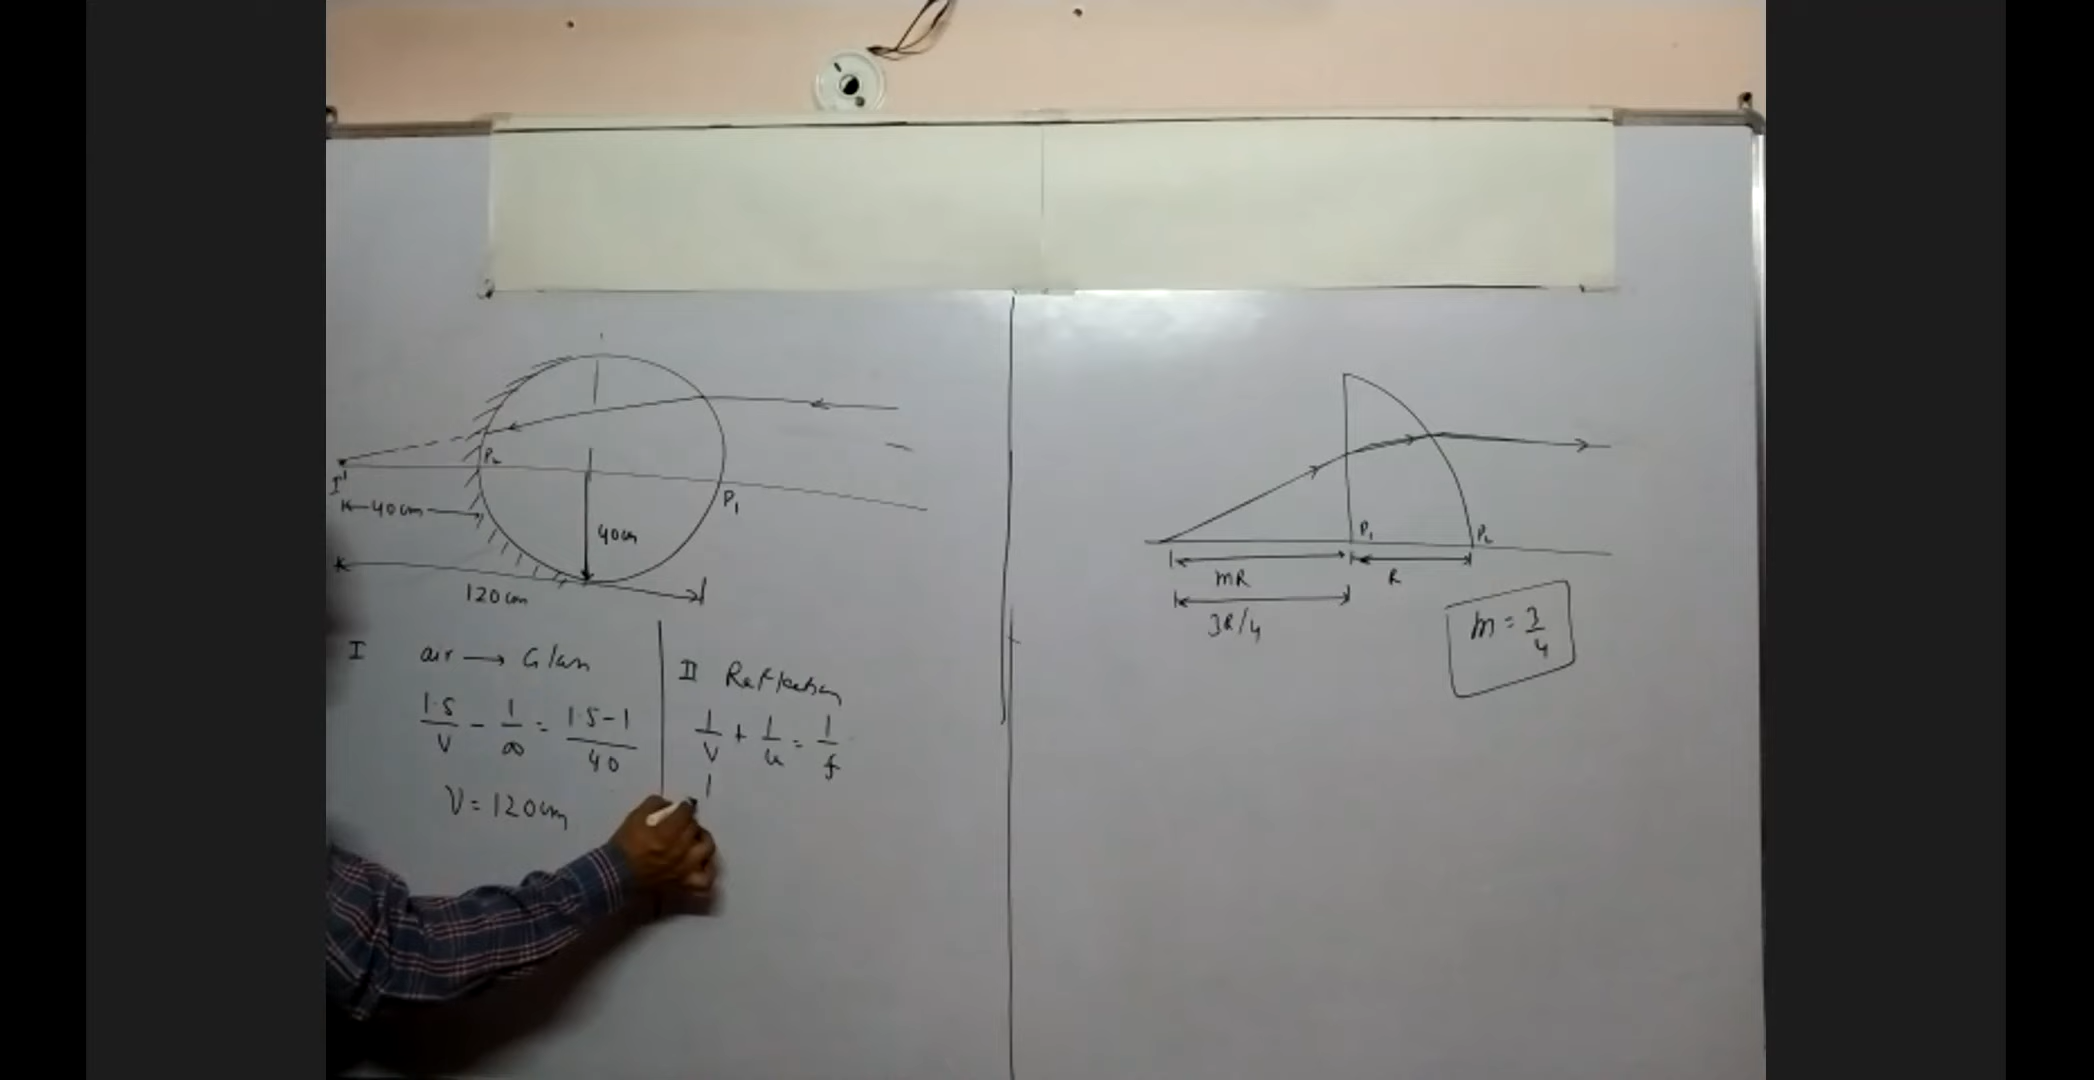 P2
P1
I'
40cm
40cm
120cm
I air → Glass
1.5/V - 1/∞ = 1.5-1/40
V = 120cm
II Reflection
1/V + 1/u = 1/f
1
P1
P2
mR
R
3R/4
m = 3/4